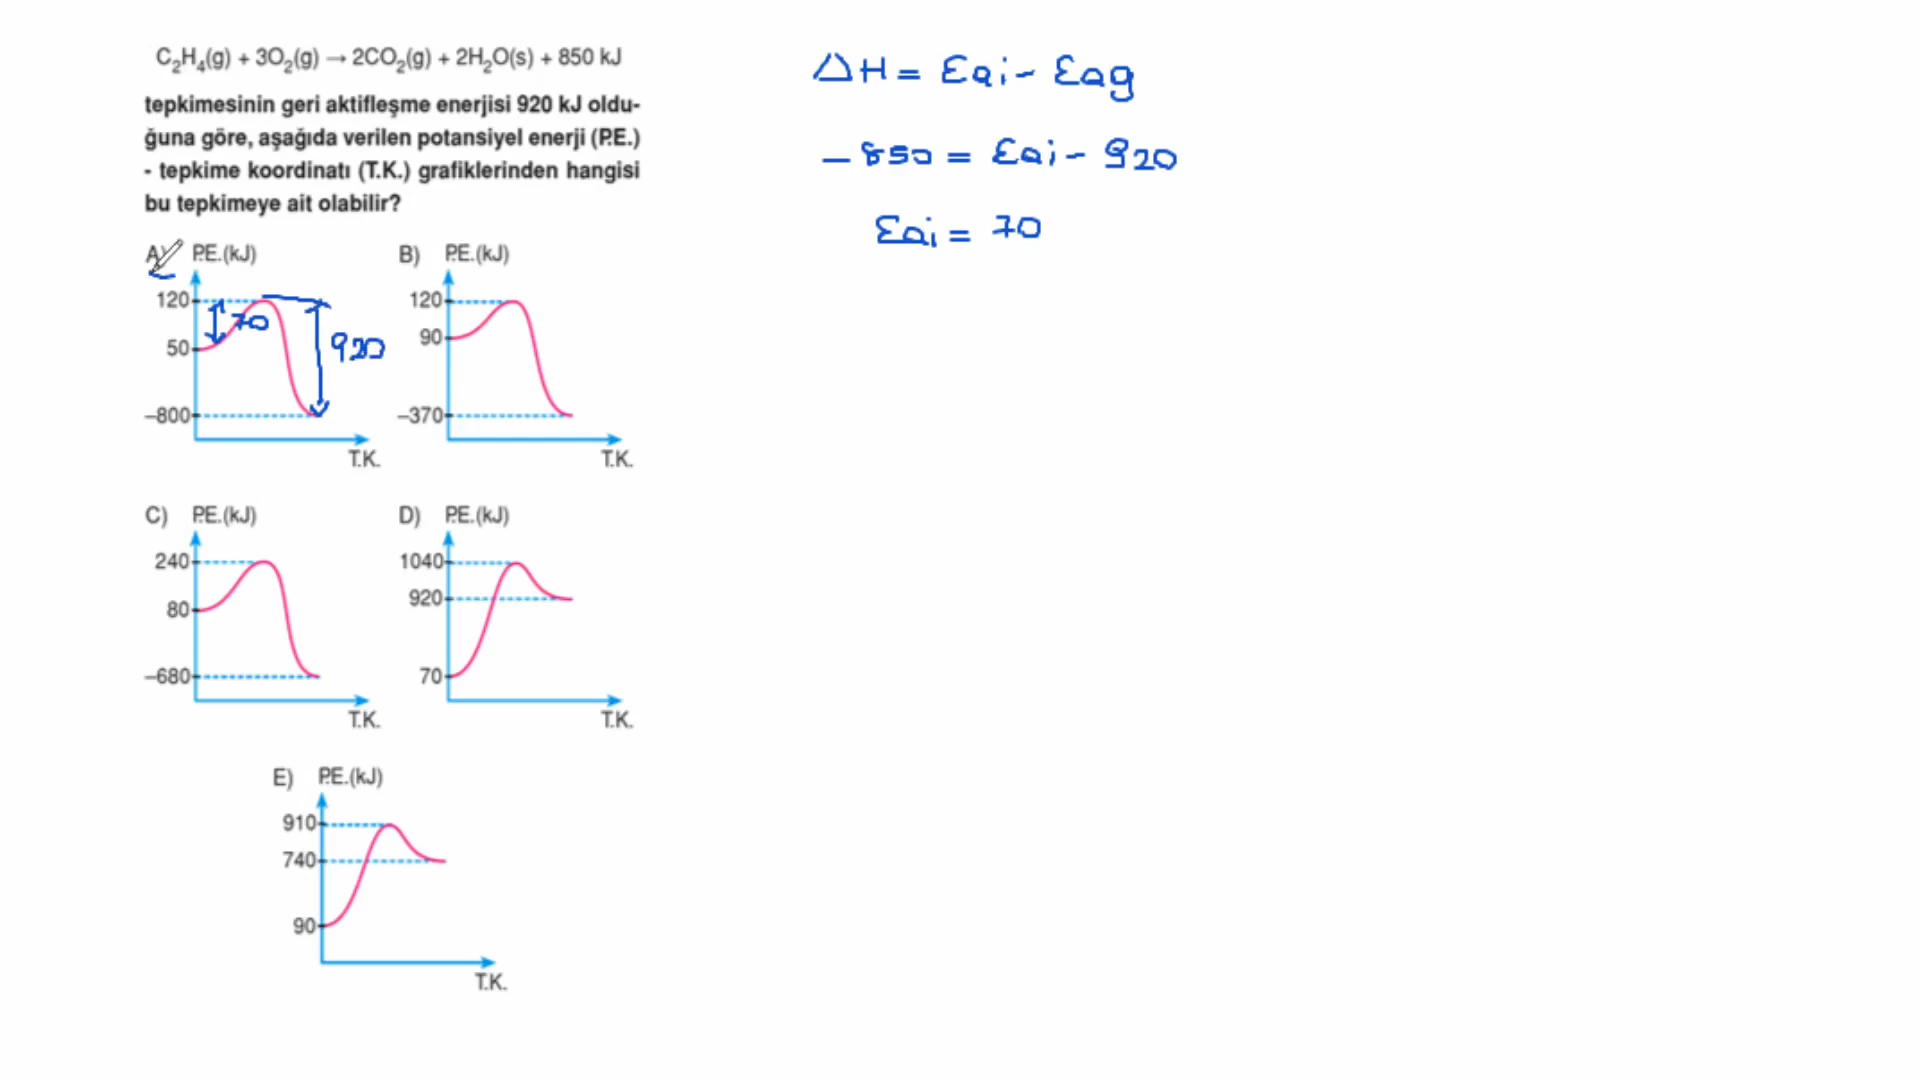 C₂H₄(g) + 3O₂(g) → 2CO₂(g) + 2H₂O(s) + 850 kJ
tepkimesinin geri aktifleşme enerjisi 920 kJ oldu-
ğuna göre, aşağıda verilen potansiyel enerji (P.E.)
- tepkime koordinatı (T.K.) grafiklerinden hangisi
bu tepkimeye ait olabilir?
ΔH = Eai - Eag
-850 = Eai - 920
Eai = 70
A) P.E.(kJ)
120
50
-800
70
920
T.K.
B) P.E.(kJ)
120
90
-370
T.K.
C) P.E.(kJ)
240
80
-680
T.K.
D) P.E.(kJ)
1040
920
70
T.K.
E) P.E.(kJ)
910
740
90
T.K.